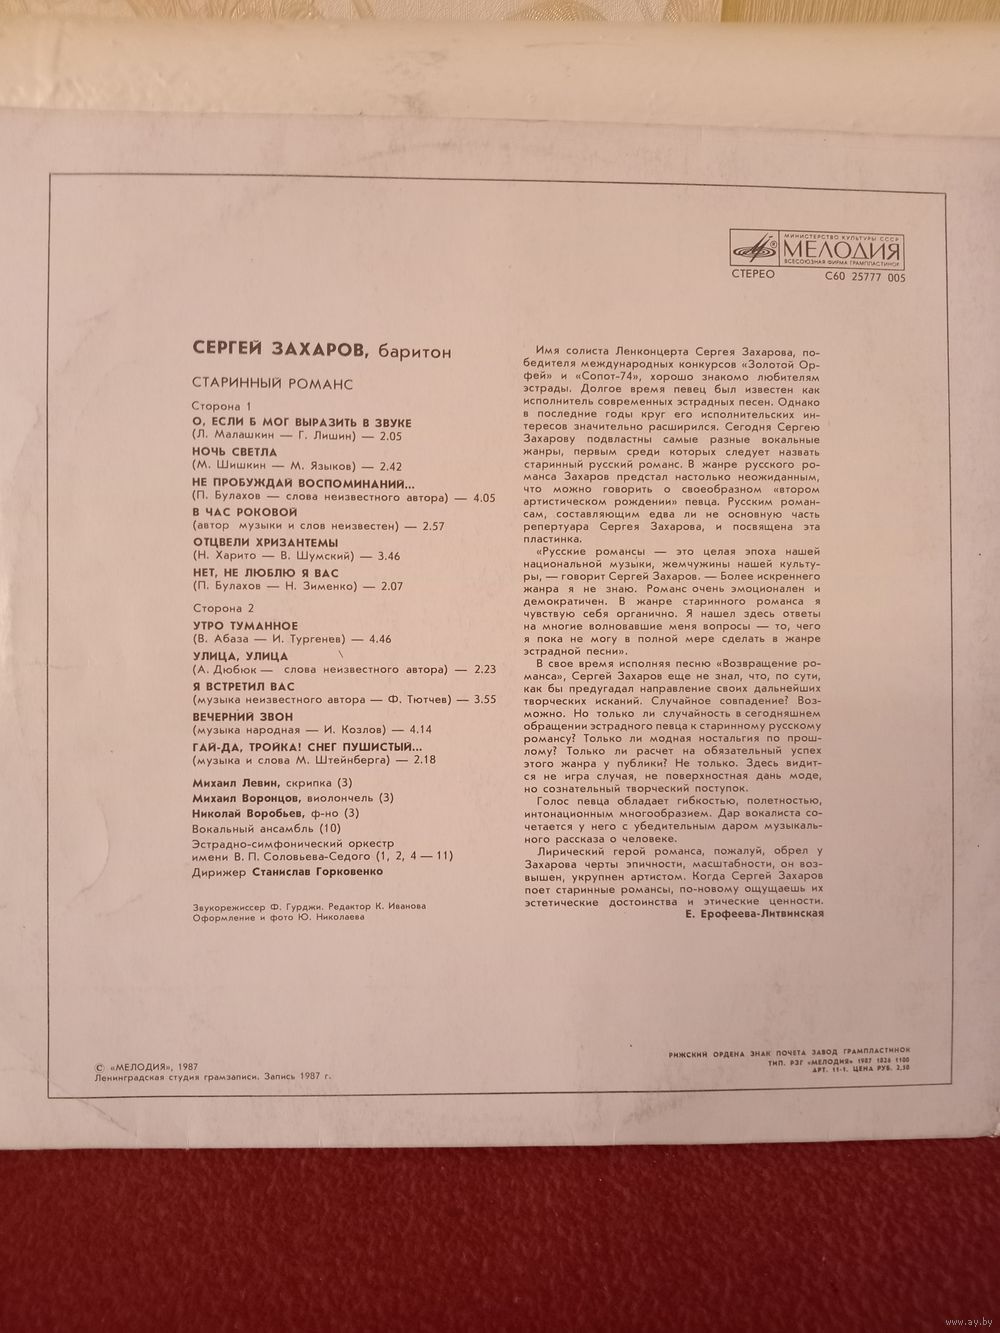 МИНИСТЕРСТВО КУЛЬТУРЫ СССР
МЕЛОДИЯ
ВСЕСОЮЗНАЯ ФИРМА ГРАМПЛАСТИНОК
СТЕРЕО
С60 25777 005
СЕРГЕЙ ЗАХАРОВ, баритон
СТАРИННЫЙ РОМАНС
Сторона 1
О, ЕСЛИ Б МОГ ВЫРАЗИТЬ В ЗВУКЕ
(Л. Малашкин — Г. Лишин) — 2.05
НОЧЬ СВЕТЛА
(М. Шишкин — М. Языков) — 2.42
НЕ ПРОБУЖДАЙ ВОСПОМИНАНИЙ...
(П. Булахов — слова неизвестного автора) — 4.05
В ЧАС РОКОВОЙ
(автор музыки и слов неизвестен) — 2.57
ОТЦВЕЛИ ХРИЗАНТЕМЫ
(Н. Харито — В. Шумский) — 3.46
НЕТ, НЕ ЛЮБЛЮ Я ВАС
(П. Булахов — Н. Зименко) — 2.07
Сторона 2
УТРО ТУМАННОЕ
(В. Абаза — И. Тургенев) — 4.46
УЛИЦА, УЛИЦА
(А. Дюбюк — слова неизвестного автора) — 2.23
Я ВСТРЕТИЛ ВАС
(музыка неизвестного автора — Ф. Тютчев) — 3.55
ВЕЧЕРНИЙ ЗВОН
(музыка народная — И. Козлов) — 4.14
ГАЙ-ДА, ТРОЙКА! СНЕГ ПУШИСТЫЙ...
(музыка и слова М. Штейнберга) — 2.18
Михаил Левин, скрипка (3)
Михаил Воронцов, виолончель (3)
Николай Воробьев, ф-но (3)
Вокальный ансамбль (10)
Эстрадно-симфонический оркестр
имени В. П. Соловьева-Седого (1, 2, 4 — 11)
Дирижер Станислав Горковенко
Звукорежиссер Ф. Гурджи. Редактор К. Иванова
Оформление и фото Ю. Николаева
Имя солиста Ленконцерта Сергея Захарова, по-
бедителя международных конкурсов «Золотой Ор-
фей» и «Сопот-74», хорошо знакомо любителям
эстрады. Долгое время певец был известен как
исполнитель современных эстрадных песен. Однако
в последние годы круг его исполнительских ин-
тересов значительно расширился. Сегодня Сергею
Захарову подвластны самые разные вокальные
жанры, первым среди которых следует назвать
старинный русский романс. В жанре русского ро-
манса Захаров предстал настолько неожиданным,
что можно говорить о своеобразном «втором
артистическом рождении» певца. Русским роман-
сам, составляющим едва ли не основную часть
репертуара Сергея Захарова, и посвящена эта
пластинка.
«Русские романсы — это целая эпоха нашей
национальной музыки, жемчужины нашей культу-
ры, — говорит Сергей Захаров. — Более искреннего
жанра я не знаю. Романс очень эмоционален и
демократичен. В жанре старинного романса я
чувствую себя органично. Я нашел здесь ответы
на многие волновавшие меня вопросы — то, чего
я пока не могу в полной мере сделать в жанре
эстрадной песни».
В свое время исполняя песню «Возвращение ро-
манса», Сергей Захаров еще не знал, что, по сути,
как бы предугадал направление своих дальнейших
творческих исканий. Случайное совпадение? Воз-
можно. Но только ли случайность в сегодняшнем
обращении эстрадного певца к старинному русскому
романсу? Только ли модная ностальгия по прош-
лому? Только ли расчет на обязательный успех
этого жанра у публики? Не только. Здесь видит-
ся не игра случая, не поверхностная дань моде,
но сознательный творческий поступок.
Голос певца обладает гибкостью, полетностью,
интонационным многообразием. Дар вокалиста со-
четается у него с убедительным даром музыкаль-
ного рассказа о человеке.
Лирический герой романса, пожалуй, обрел у
Захарова черты эпичности, масштабности, он воз-
вышен, укрупнен артистом. Когда Сергей Захаров
поет старинные романсы, по-новому ощущаешь их
эстетические достоинства и этические ценности.
Е. Ерофеева-Литвинская
© «МЕЛОДИЯ», 1987
Ленинградская студия грамзаписи. Запись 1987 г.
РИЖСКИЙ ОРДЕНА ЗНАК ПОЧЕТА ЗАВОД ГРАМПЛАСТИНОК
ТИП. РЗГ «МЕЛОДИЯ» 1987 1026 1100
АРТ. 11-1. ЦЕНА РУБ. 2,50
www.ay.by